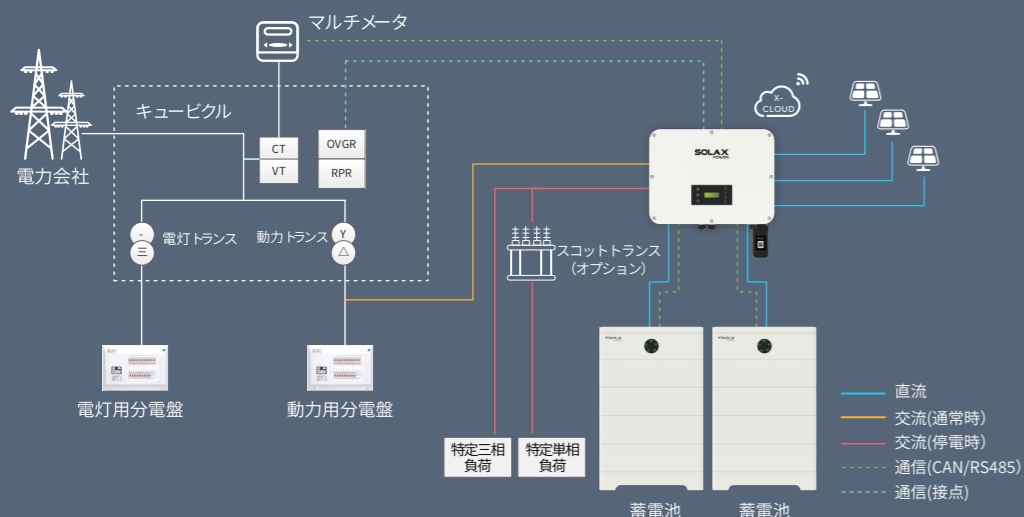 マルチメータ
キュービクル
電力会社
CT
VT
OVGR
RPR
X-
CLOUD
SOLAX
POWER
-
三
電灯トランス
動力トランス
Y
△
スコットトランス
（オプション）
電灯用分電盤
動力用分電盤
特定三相
負荷
特定単相
負荷
蓄電池
蓄電池
直流
交流(通常時)
交流(停電時)
通信(CAN/RS485)
通信(接点)